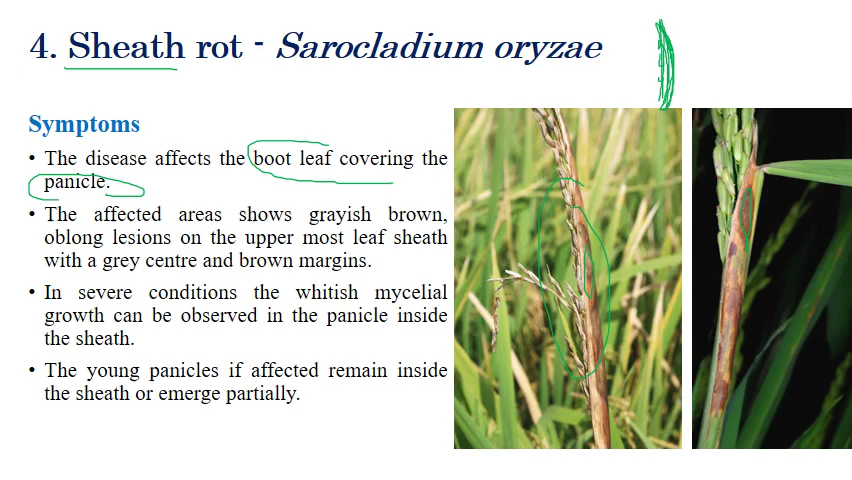 4. Sheath rot - Sarocladium oryzae
Symptoms
• The disease affects the boot leaf covering the
panicle.
• The affected areas shows grayish brown,
oblong lesions on the upper most leaf sheath
with a grey centre and brown margins.
• In severe conditions the whitish mycelial
growth can be observed in the panicle inside
the sheath.
• The young panicles if affected remain inside
the sheath or emerge partially.